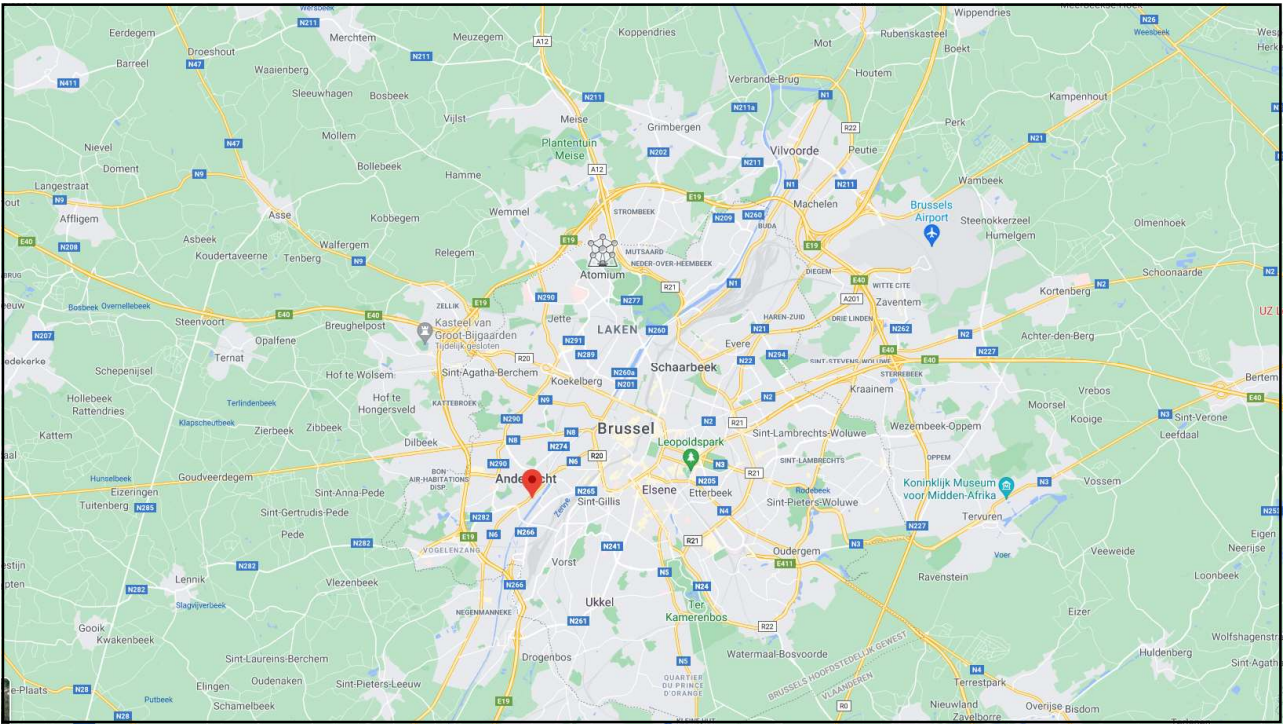 Wersbeek
Wippendries
N26
Weesbeek
N211
Eerdegem
Merchtem
Meuzegem
A12
Koppendries
Mot
Rubenskasteel
Boekt
Droeshout
Barreel
N47
N211
Waaienberg
Verbrande-Brug
Houtem
N411
Sleeuwhagen
Bosbeek
N211
N1
Kampenhout
N211a
Vijlst
Meise
Grimbergen
R22
Perk
N21
Mollem
Plantentuin
Meise
Nievel
N47
N202
Vilvoorde
Peutie
N211
Doment
Bollebeek
A12
N9
Hamme
Wambeek
Langestraat
N1
N211
N9
E19
Machelen
Brussels
Airport
Affligem
Asse
Kobbegem
Wemmel
STROMBEEK
N209
N260
BUDA
Steenokkerzeel
Olmenhoek
Humelgem
E40
N208
Asbeek
Walfergem
E19
E19
Koudertaverne
Tenberg
N9
Relegem
MUTSAARD
NEDER-OVER-HEEMBEEK
DIEGEM
Atomium
E40
Schoonaarde
R21
N1
WITTE CITE
N2
Kortenberg
Bosbeek
Overnellebeek
ZELLIK
E19
N290
N277
A201
Zaventem
E40
E40
Steenvoort
Breughelpost
Kasteel van
Groot-Bijgaarden
Tijdelijk gesloten
Jette
LAKEN
N260
HAREN-ZUID
DRIE LINDEN
N21
N262
N2
N207
Opalfene
N291
Evere
Achter-den-Berg
Ternat
R20
N289
N294
N22
SINT-STEVENS-WOLUWE
N227
E40
E40
Schepenijsel
Hof te Wolsem
Sint-Agatha-Berchem
N260a
Schaarbeek
STERREBEEK
Koekelberg
N201
Kraainem
Bertem
Hollebeek
Rattendries
Terlindenbeek
Hof te
Hongersveld
KATTEBROEK
N9
N2
Vrebos
E40
Moorsel
Klapscheutbeek
N290
N2
R21
Kooige
N3
Sint-Verone
Kattem
Zierbeek
Zibbeek
Dilbeek
N8
N8
Brussel
Sint-Lambrechts-Woluwe
Wezembeek-Oppem
Leefdaal
N274
R20
Leopoldspark
Hunselbeek
Goudveerdegem
BON
AIR-HABITATIONS
DISP.
N290
N6
N3
SINT-LAMBRECHTS
OPPEM
R21
Eizeringen
Sint-Anna-Pede
N265
Elsene
N205
Etterbeek
Rodebeek
Koninklijk Museum
voor Midden-Afrika
N3
Vossem
Tuitenberg
N285
Zenne
Sint-Gillis
Sint-Pieters-Woluwe
Sint-Gertrudis-Pede
N282
N4
Tervuren
N253
Pede
E19
N6
N266
N227
N282
VOGELENZANG
N241
R21
N3
Oudergem
Voer
Veeweide
Eigen
Neerijse
Vorst
E411
N282
Lennik
Vlezenbeek
N5
Ravenstein
Loonbeek
N282
N266
N24
Slagvijverbeek
Ukkel
Ter
Kamerenbos
NEGENMANNEKE
Eizer
Gooik
N261
R22
Kwakenbeek
Drogenbos
Watermaal-Bosvoorde
BRUSSELS HOOFDSTEDELIJK GEWEST
VLAANDEREN
Huldenberg
Sint-Laureins-Berchem
N5
N4
N28
Elingen
Oudenaken
Sint-Pieters-Leeuw
QUARTIER
DU PRINCE
D'ORANGE
Terrestpark
Putbeek
Schamelbeek
E19
R0
Nieuwland
Overijse
Bisdom
N28
Zavelborre